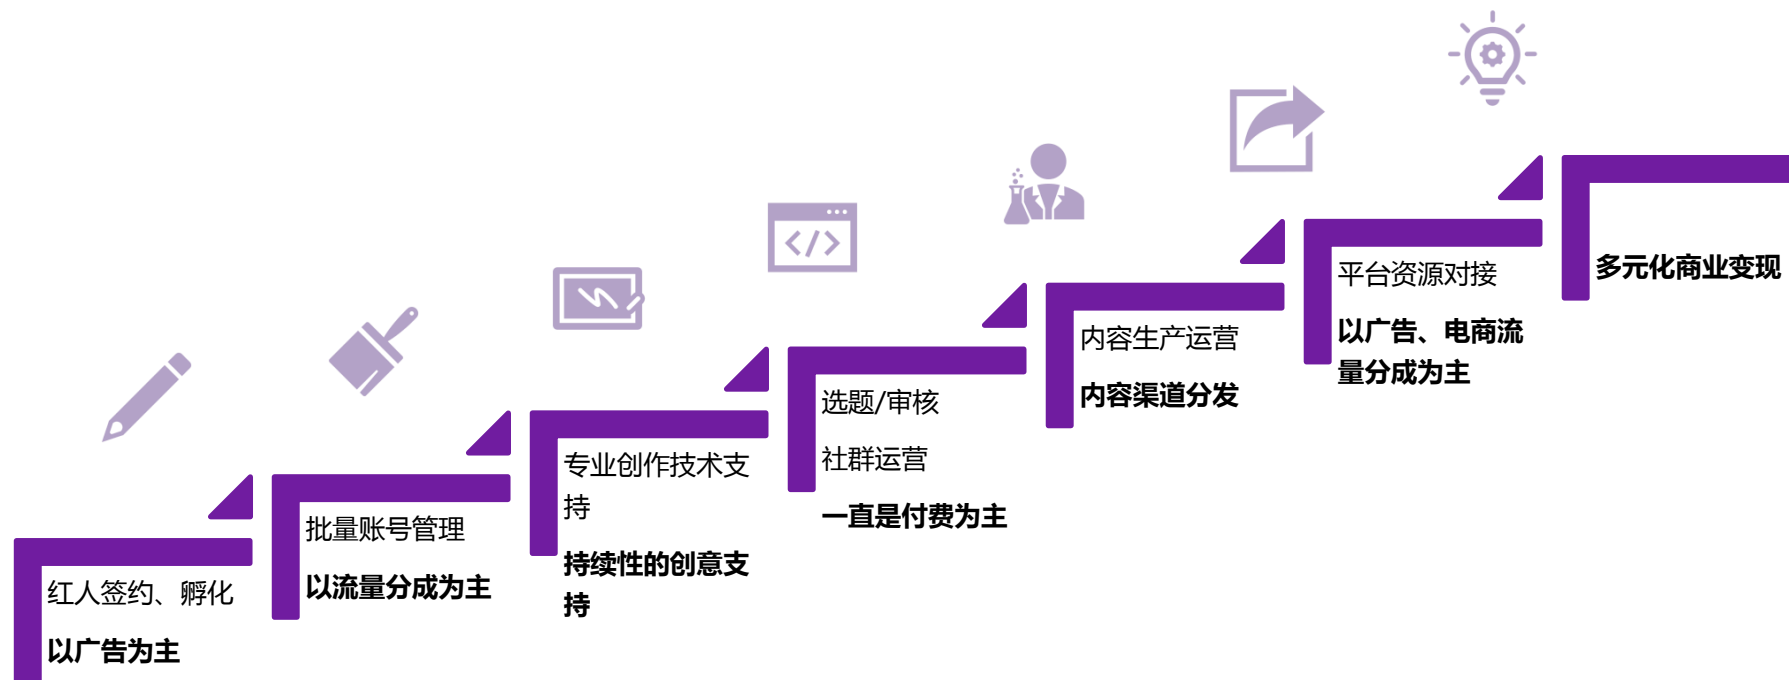 红人签约、孵化
以广告为主
批量账号管理
以流量分成为主
专业创作技术支
持
持续性的创意支
持
选题/审核
社群运营
一直是付费为主
内容生产运营
内容渠道分发
平台资源对接
以广告、电商流
量分成为主
多元化商业变现